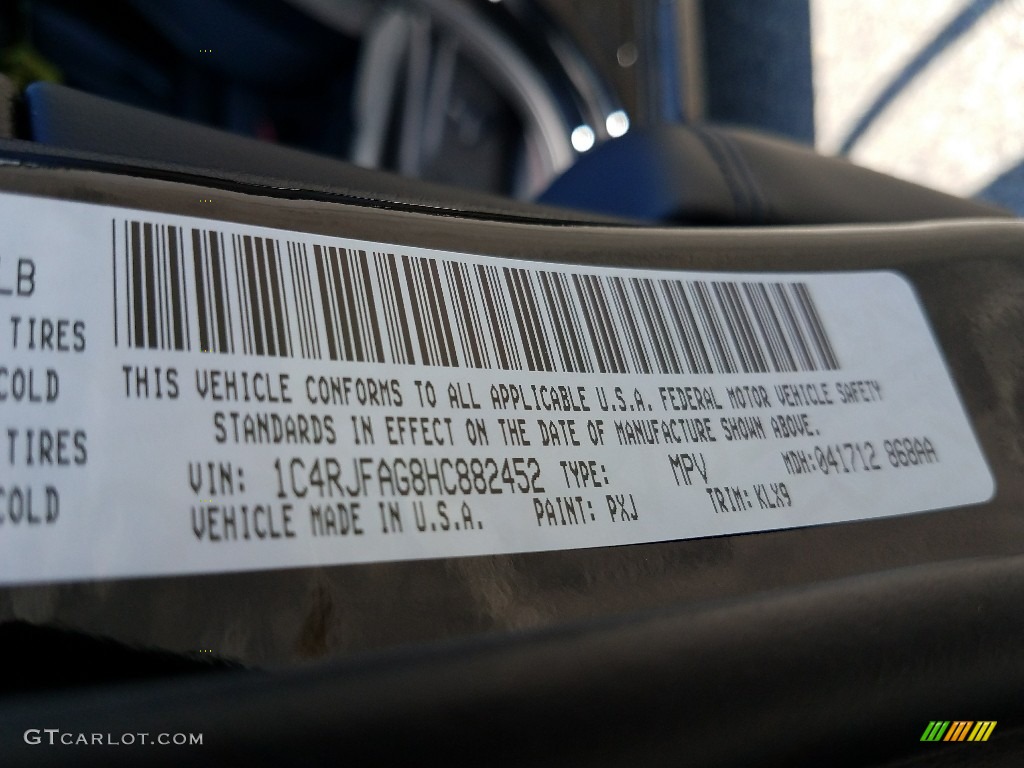 LB
TIRES
COLD
TIRES
COLD
THIS VEHICLE CONFORMS TO ALL APPLICABLE U.S.A. FEDERAL MOTOR VEHICLE SAFETY
STANDARDS IN EFFECT ON THE DATE OF MANUFACTURE SHOWN ABOVE.
VIN: 1C4RJFAG8HC882452 TYPE: MPV MDH:041712 868AA
VEHICLE MADE IN U.S.A. PAINT: PXJ TRIM: KLX9
GTCARLOT.COM